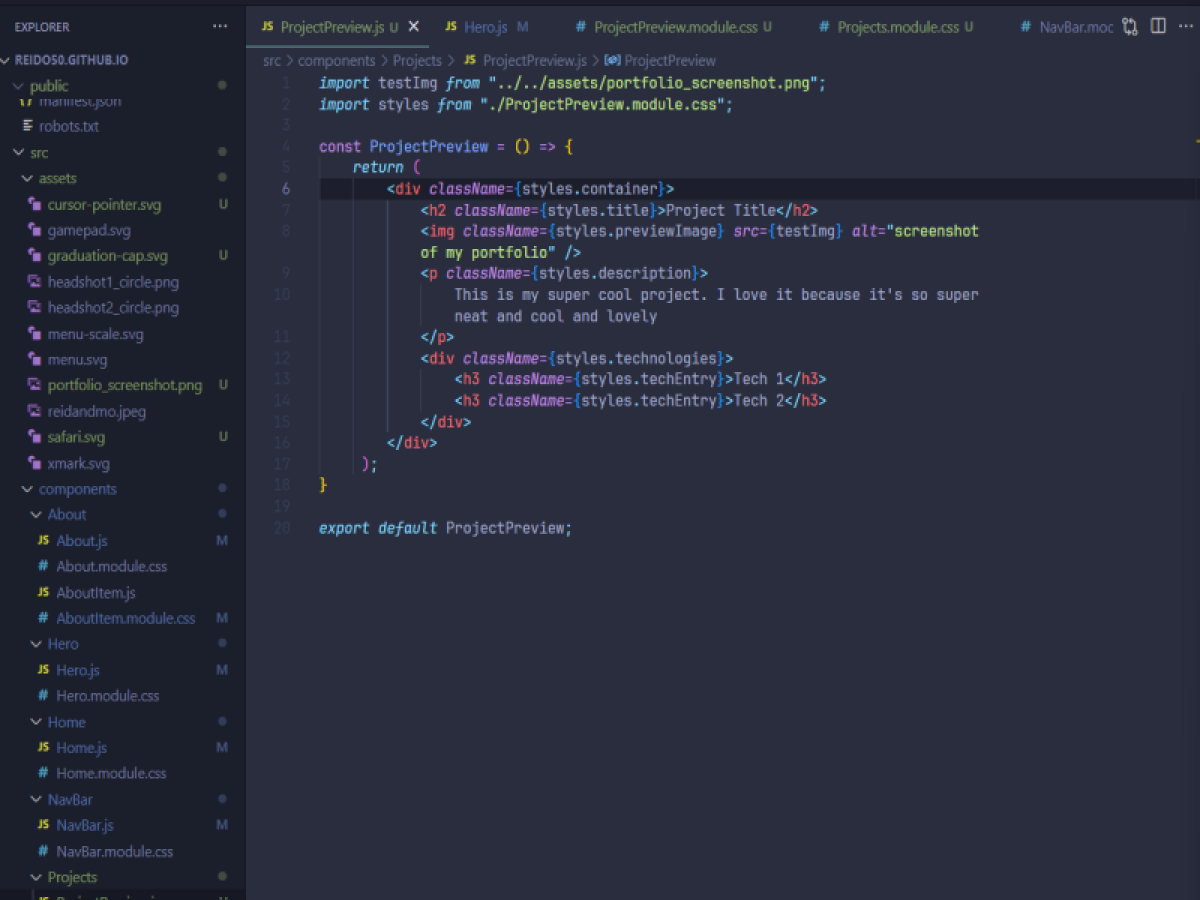 EXPLORER ···
REIDO50.GITHUB.IO
public
manifest.json
robots.txt
src
assets
cursor-pointer.svg U
gamepad.svg
graduation-cap.svg U
headshot1_circle.png
headshot2_circle.png
menu-scale.svg
menu.svg
portfolio_screenshot.png U
reidandmo.jpeg
safari.svg U
xmark.svg
components
About
JS About.js M
# About.module.css
JS AboutItem.js
# AboutItem.module.css M
Hero
JS Hero.js M
# Hero.module.css
Home
JS Home.js M
# Home.module.css
NavBar
JS NavBar.js M
# NavBar.module.css
Projects
JS ProjectPreview.js U × JS Hero.js M # ProjectPreview.module.css U # Projects.module.css U # NavBar.moc ···
src > components > Projects > JS ProjectPreview.js > ProjectPreview
1 import testImg from "../../assets/portfolio_screenshot.png";
2 import styles from "./ProjectPreview.module.css";
3
4 const ProjectPreview = () => {
5 return (
6 <div className={styles.container}>
7 <h2 className={styles.title}>Project Title</h2>
8 <img className={styles.previewImage} src={testImg} alt="screenshot
of my portfolio" />
9 <p className={styles.description}>
10 This is my super cool project. I love it because it's so super
neat and cool and lovely
11 </p>
12 <div className={styles.technologies}>
13 <h3 className={styles.techEntry}>Tech 1</h3>
14 <h3 className={styles.techEntry}>Tech 2</h3>
15 </div>
16 </div>
17 );
18 }
19
20 export default ProjectPreview;